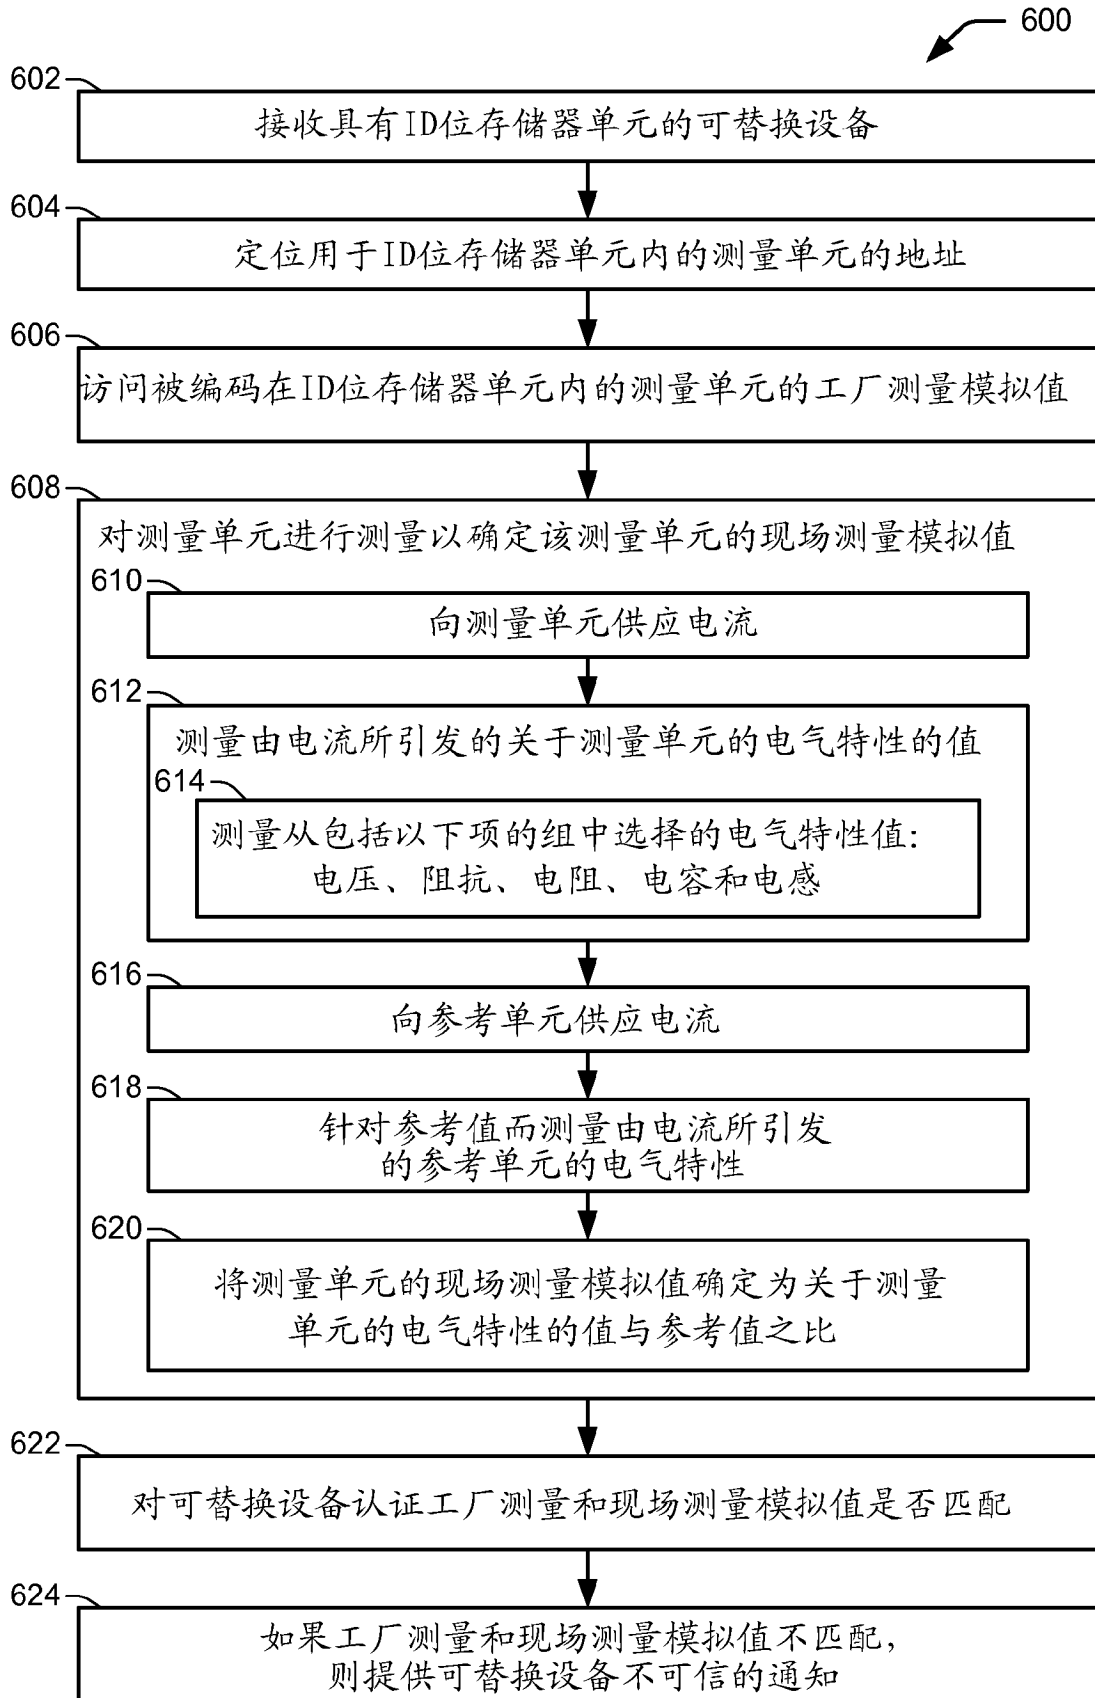 600
602
接收具有ID位存储器单元的可替换设备
604
定位用于ID位存储器单元内的测量单元的地址
606
访问被编码在ID位存储器单元内的测量单元的工厂测量模拟值
608
对测量单元进行测量以确定该测量单元的现场测量模拟值
610
向测量单元供应电流
612
测量由电流所引发的关于测量单元的电气特性的值
614
测量从包括以下项的组中选择的电气特性值:
电压、阻抗、电阻、电容和电感
616
向参考单元供应电流
618
针对参考值而测量由电流所引发
的参考单元的电气特性
620
将测量单元的现场测量模拟值确定为关于测量
单元的电气特性的值与参考值之比
622
对可替换设备认证工厂测量和现场测量模拟值是否匹配
624
如果工厂测量和现场测量模拟值不匹配,
则提供可替换设备不可信的通知